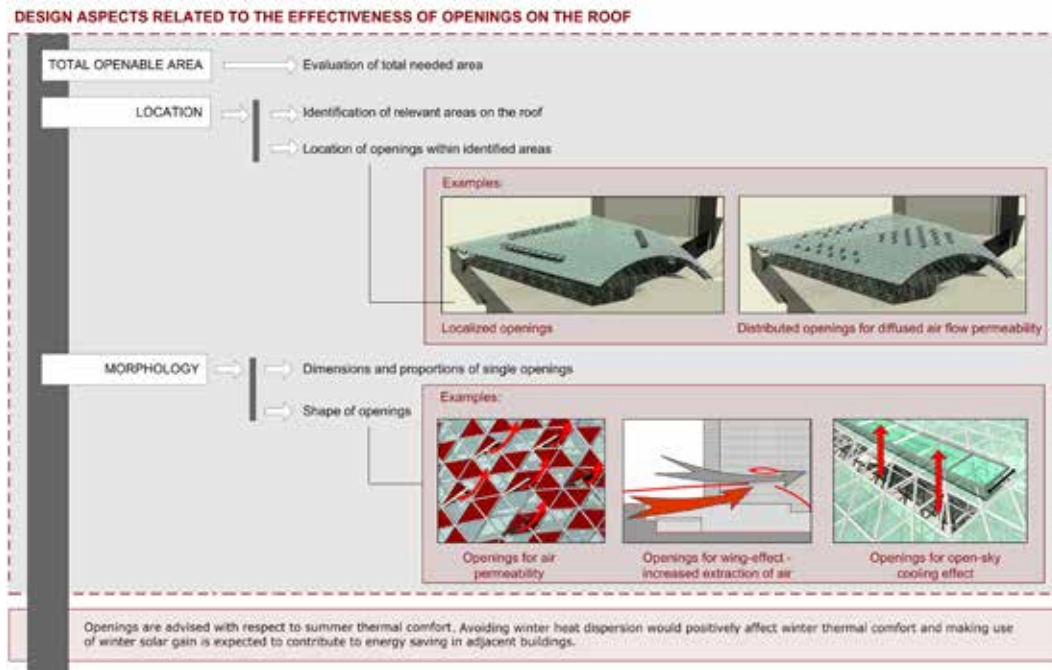 DESIGN ASPECTS RELATED TO THE EFFECTIVENESS OF OPENINGS ON THE ROOF
TOTAL OPENABLE AREA
Evaluation of total needed area
LOCATION
Identification of relevant areas on the roof
Location of openings within identified areas
Examples:
Localized openings
Distributed openings for diffused air flow permeability
MORPHOLOGY
Dimensions and proportions of single openings
Shape of openings
Examples:
Openings for air
permeability
Openings for wing-effect -
increased extraction of air
Openings for open-sky
cooling effect
Openings are advised with respect to summer thermal comfort. Avoiding winter heat dispersion would positively affect winter thermal comfort and making use
of winter solar gain is expected to contribute to energy saving in adjacent buildings.